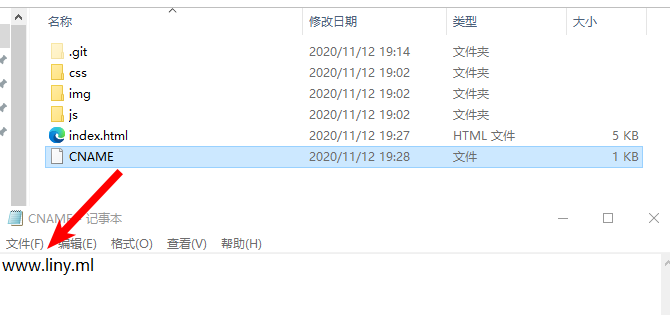 名称 修改日期 类型 大小
.git 2020/11/12 19:14 文件夹
css 2020/11/12 19:02 文件夹
img 2020/11/12 19:02 文件夹
js 2020/11/12 19:02 文件夹
index.html 2020/11/12 19:27 HTML 文件 5 KB
CNAME 2020/11/12 19:28 文件 1 KB
CNAME - 记事本
文件(F) 编辑(E) 格式(O) 查看(V) 帮助(H)
www.liny.ml